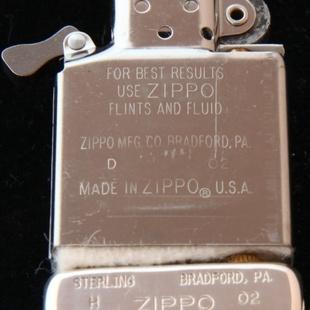 FOR BEST RESULTS
USE ZIPPO
FLINTS AND FLUID
ZIPPO MFG. CO. BRADFORD, PA.
D 02
MADE IN ZIPPO® U.S.A.
STERLING BRADFORD, PA.
H ZIPPO 02